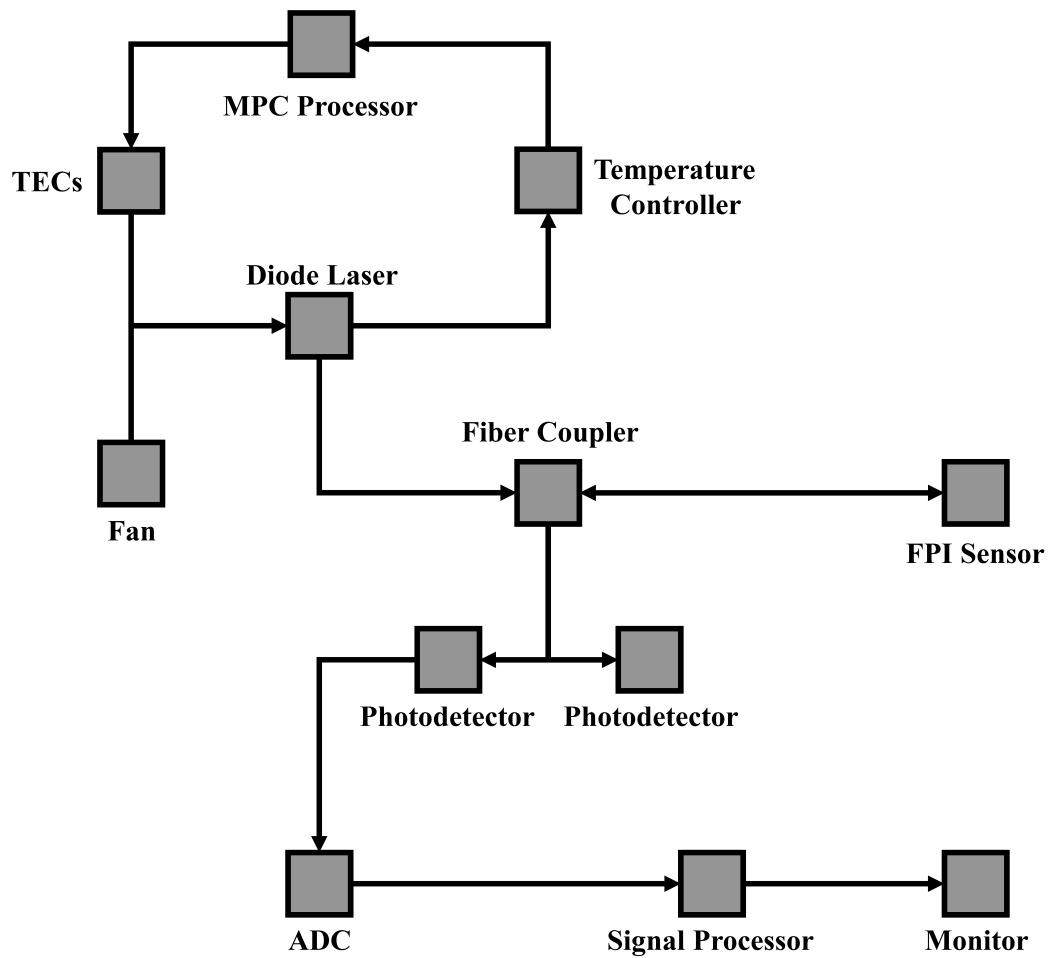 MPC Processor
TECs
Temperature
Controller
Diode Laser
Fiber Coupler
Fan
FPI Sensor
Photodetector
Photodetector
ADC
Signal Processor
Monitor